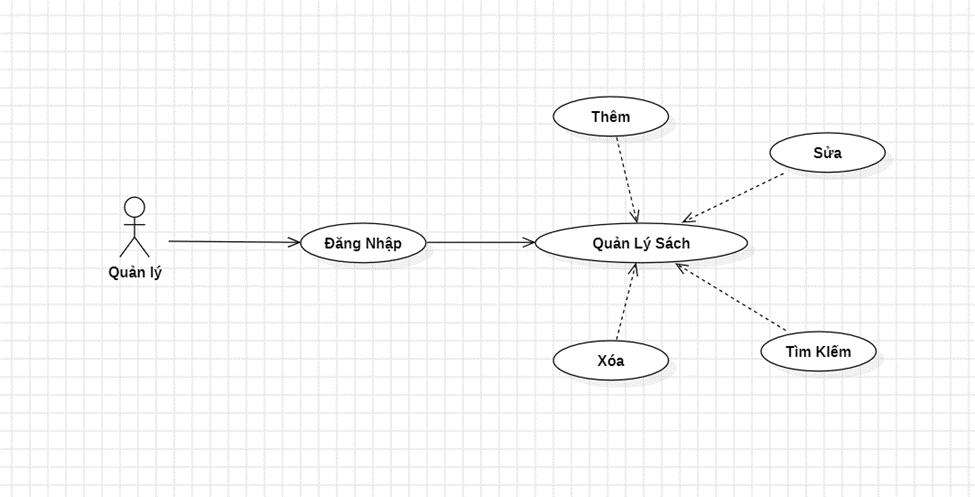 Thêm
Sửa
Đăng Nhập
Quản Lý Sách
Quản lý
Xóa
Tìm KIếm